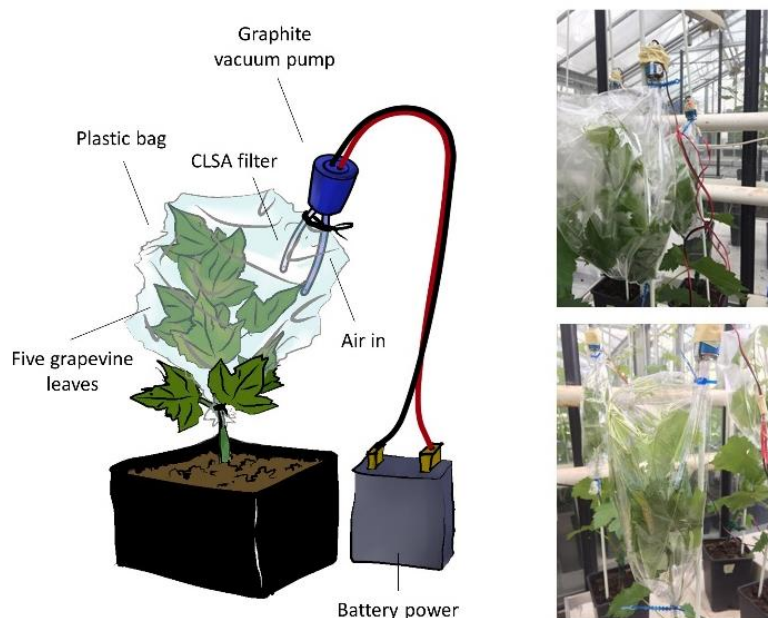 Graphite
vacuum pump
Plastic bag
CLSA filter
Air in
Five grapevine
leaves
Battery power